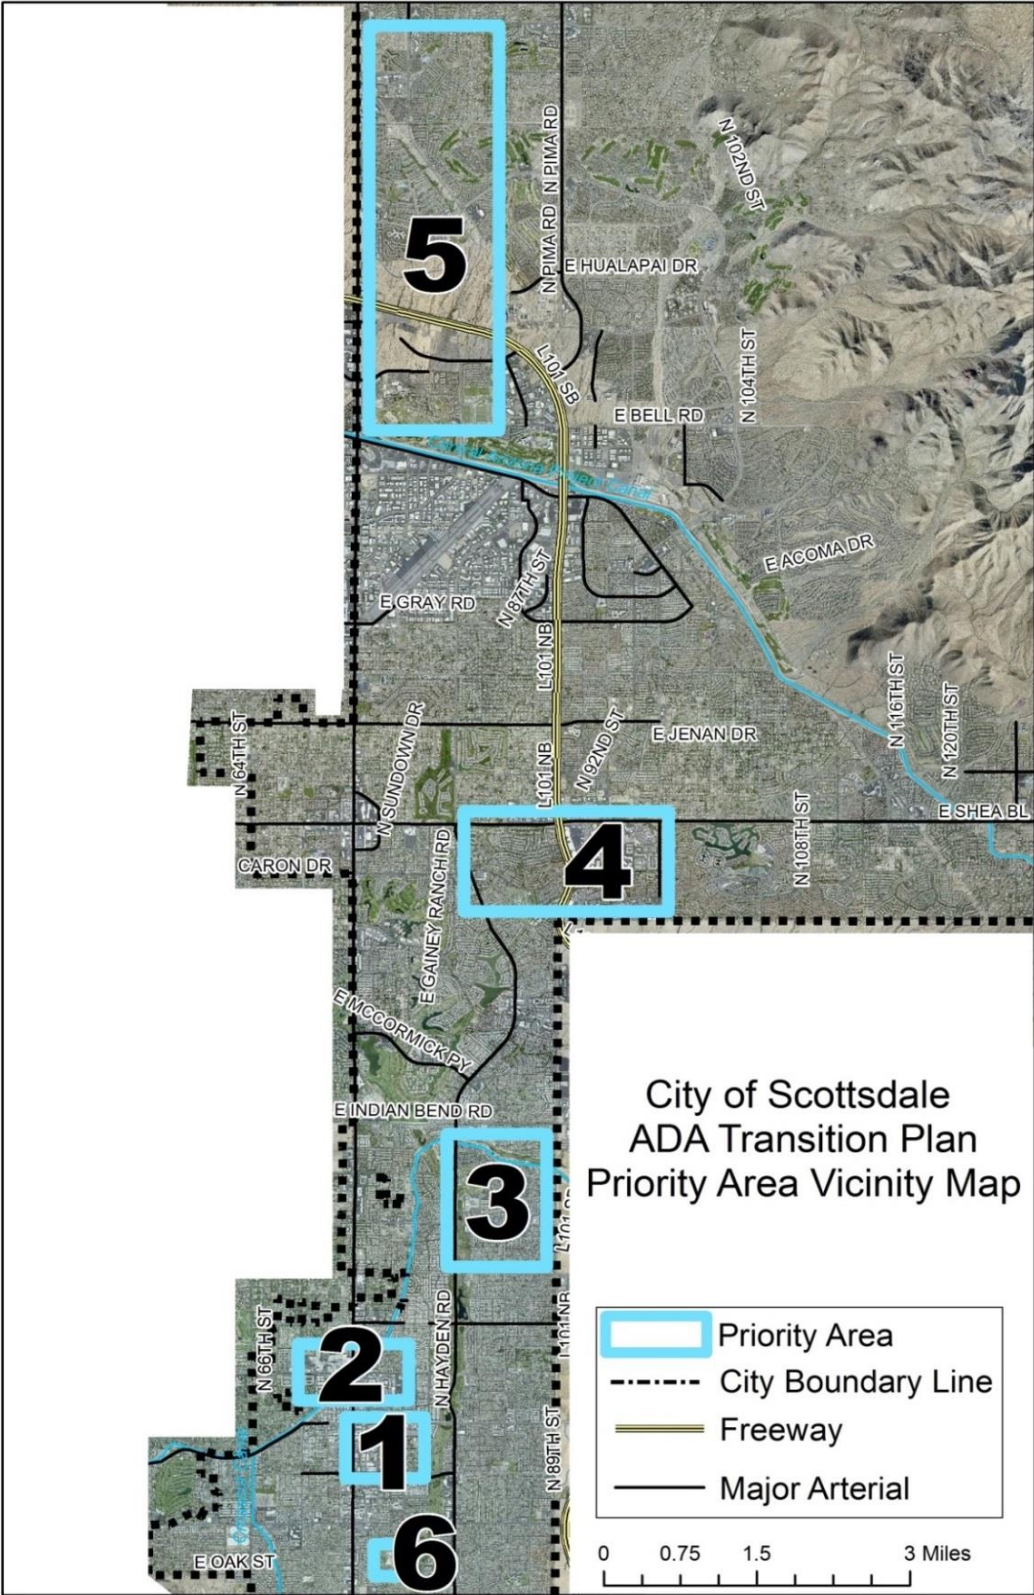 N PIMA RD
N 102ND ST
N PIMA RD
5
E HUALAPAI DR
L101 SB
N 104TH ST
E BELL RD
Central Arizona Project Canal
E ACOMA DR
N 87TH ST
E GRAY RD
L101 NB
N 116TH ST
N 120TH ST
N 64TH ST
N SUNDOWN DR
N 92ND ST
E JENAN DR
L101 NB
E SHEA BL
N 108TH ST
4
CARON DR
E GAINEY RANCH RD
E MCCORMICK PY
E INDIAN BEND RD
City of Scottsdale
ADA Transition Plan
Priority Area Vicinity Map
3
L101 NB
N HAYDEN RD
N 66TH ST
2
Priority Area
City Boundary Line
Freeway
Major Arterial
1
N 89TH ST
6
E OAK ST
0 0.75 1.5 3 Miles